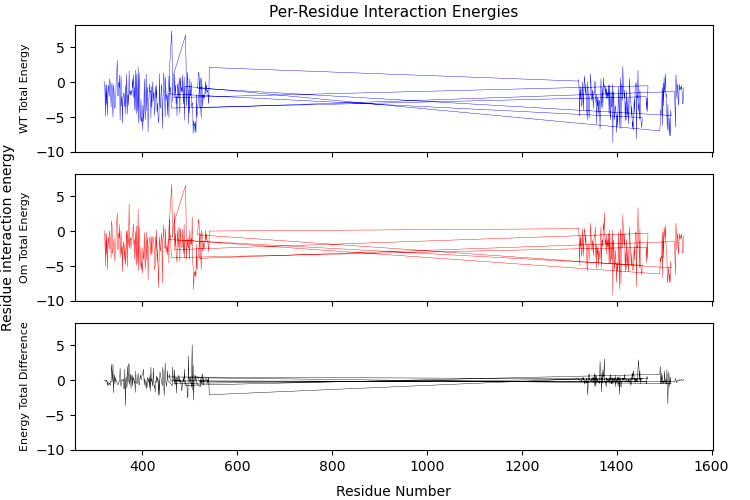 Per-Residue Interaction Energies
Residue interaction energy
WT Total Energy
5
0
−5
−10
Om Total Energy
5
0
−5
−10
Energy Total Difference
5
0
−5
−10
400 600 800 1000 1200 1400 1600
Residue Number